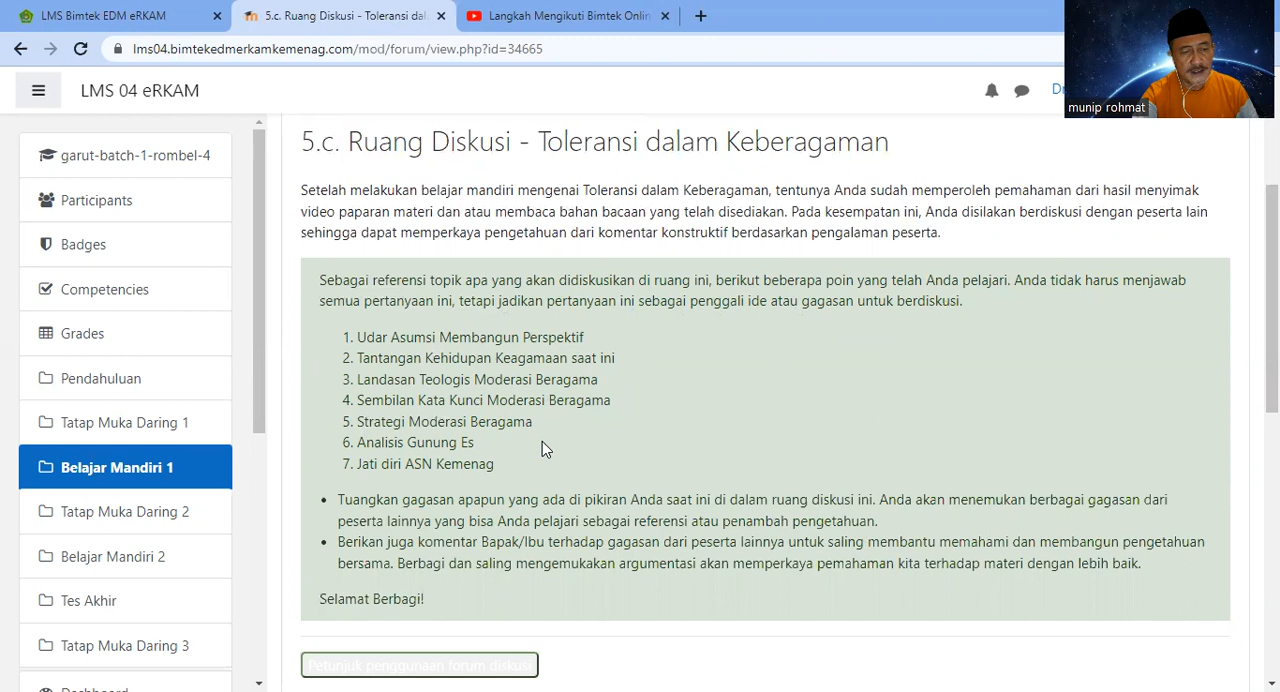 LMS Bimtek EDM eRKAM
5.c. Ruang Diskusi - Toleransi dal
Langkah Mengikuti Bimtek Onlin
lms04.bimtekedmerkamkemenag.com/mod/forum/view.php?id=34665
munip rohmat
LMS 04 eRKAM
garut-batch-1-rombel-4
Participants
Badges
Competencies
Grades
Pendahuluan
Tatap Muka Daring 1
Belajar Mandiri 1
Tatap Muka Daring 2
Belajar Mandiri 2
Tes Akhir
Tatap Muka Daring 3
Dashboard
5.c. Ruang Diskusi - Toleransi dalam Keberagaman
Setelah melakukan belajar mandiri mengenai Toleransi dalam Keberagaman, tentunya Anda sudah memperoleh pemahaman dari hasil menyimak
video paparan materi dan atau membaca bahan bacaan yang telah disediakan. Pada kesempatan ini, Anda disilakan berdiskusi dengan peserta lain
sehingga dapat memperkaya pengetahuan dari komentar konstruktif berdasarkan pengalaman peserta.
Sebagai referensi topik apa yang akan didiskusikan di ruang ini, berikut beberapa poin yang telah Anda pelajari. Anda tidak harus menjawab
semua pertanyaan ini, tetapi jadikan pertanyaan ini sebagai penggali ide atau gagasan untuk berdiskusi.
1. Udar Asumsi Membangun Perspektif
2. Tantangan Kehidupan Keagamaan saat ini
3. Landasan Teologis Moderasi Beragama
4. Sembilan Kata Kunci Moderasi Beragama
5. Strategi Moderasi Beragama
6. Analisis Gunung Es
7. Jati diri ASN Kemenag
• Tuangkan gagasan apapun yang ada di pikiran Anda saat ini di dalam ruang diskusi ini. Anda akan menemukan berbagai gagasan dari
peserta lainnya yang bisa Anda pelajari sebagai referensi atau penambah pengetahuan.
• Berikan juga komentar Bapak/Ibu terhadap gagasan dari peserta lainnya untuk saling membantu memahami dan membangun pengetahuan
bersama. Berbagi dan saling mengemukakan argumentasi akan memperkaya pemahaman kita terhadap materi dengan lebih baik.
Selamat Berbagi!
Petunjuk penggunaan forum diskusi